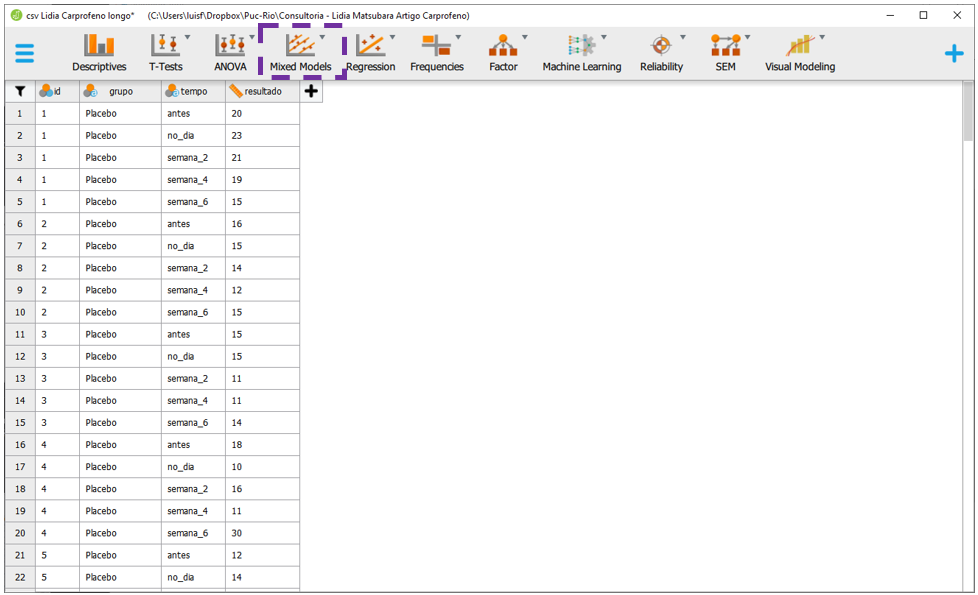 csv Lidia Carprofeno longo* (C:\Users\luisf\Dropbox\Puc-Rio\Consultoria - Lidia Matsubara Artigo Carprofeno)
Descriptives T-Tests ANOVA Mixed Models Regression Frequencies Factor Machine Learning Reliability SEM Visual Modeling
id grupo tempo resultado
1 1 Placebo antes 20
2 1 Placebo no_dia 23
3 1 Placebo semana_2 21
4 1 Placebo semana_4 19
5 1 Placebo semana_6 15
6 2 Placebo antes 16
7 2 Placebo no_dia 15
8 2 Placebo semana_2 14
9 2 Placebo semana_4 12
10 2 Placebo semana_6 15
11 3 Placebo antes 15
12 3 Placebo no_dia 15
13 3 Placebo semana_2 11
14 3 Placebo semana_4 11
15 3 Placebo semana_6 14
16 4 Placebo antes 18
17 4 Placebo no_dia 10
18 4 Placebo semana_2 16
19 4 Placebo semana_4 11
20 4 Placebo semana_6 30
21 5 Placebo antes 12
22 5 Placebo no_dia 14